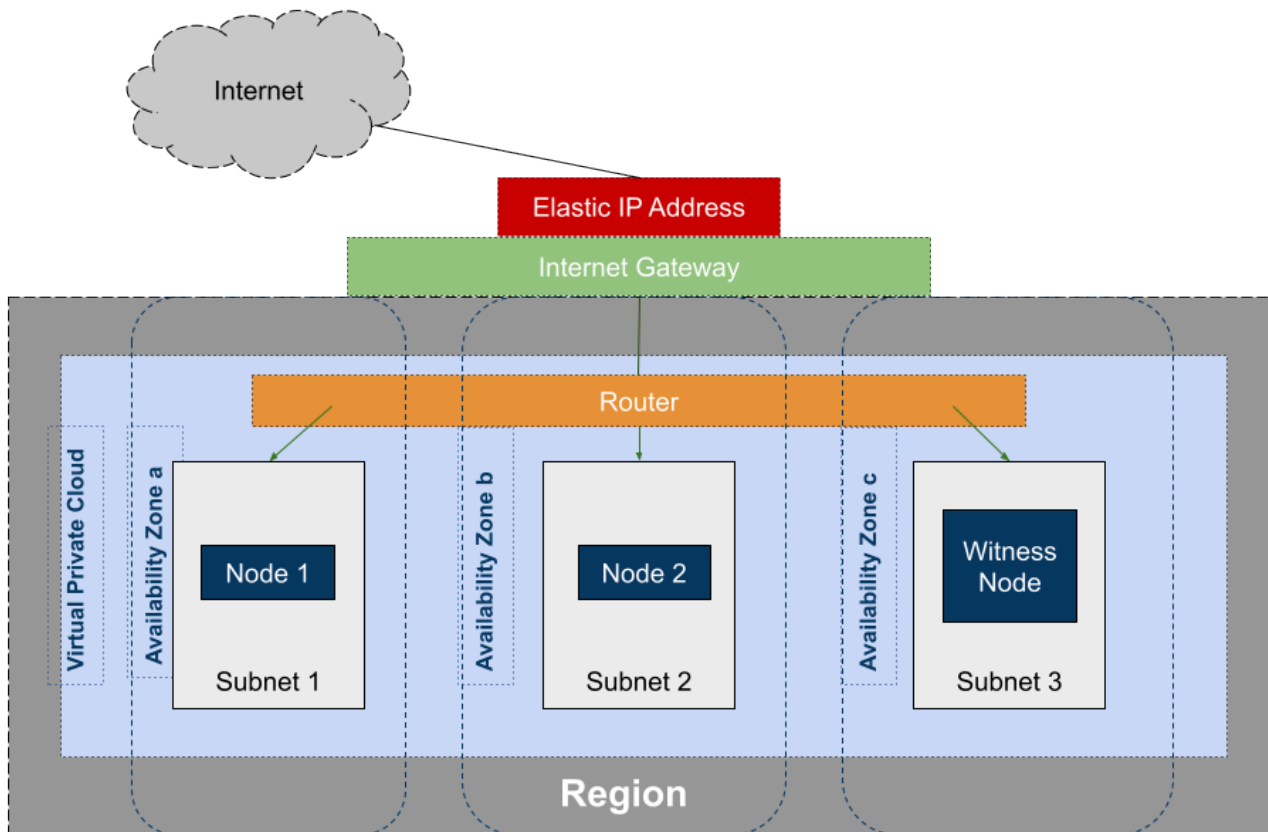 Internet
Elastic IP Address
Internet Gateway
Router
Virtual Private Cloud
Availability Zone a
Node 1
Subnet 1
Availability Zone b
Node 2
Subnet 2
Availability Zone c
Witness
Node
Subnet 3
Region